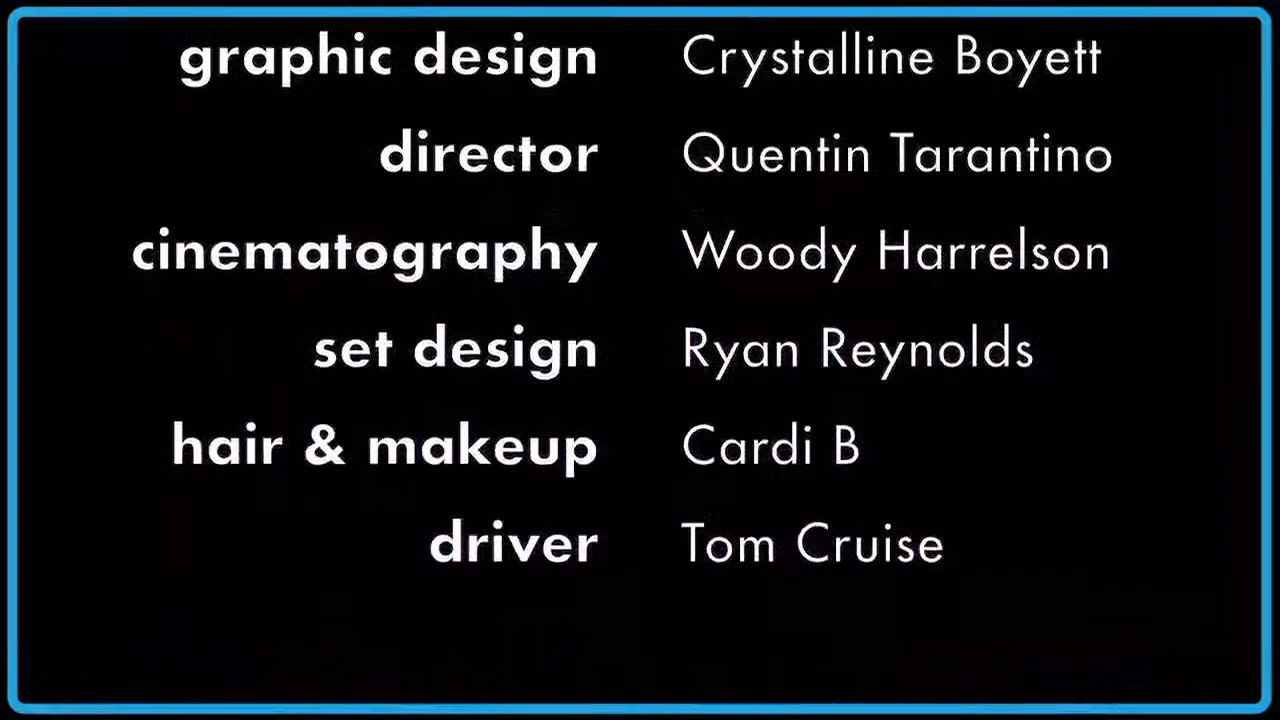 graphic design Crystalline Boyett
director Quentin Tarantino
cinematography Woody Harrelson
set design Ryan Reynolds
hair & makeup Cardi B
driver Tom Cruise